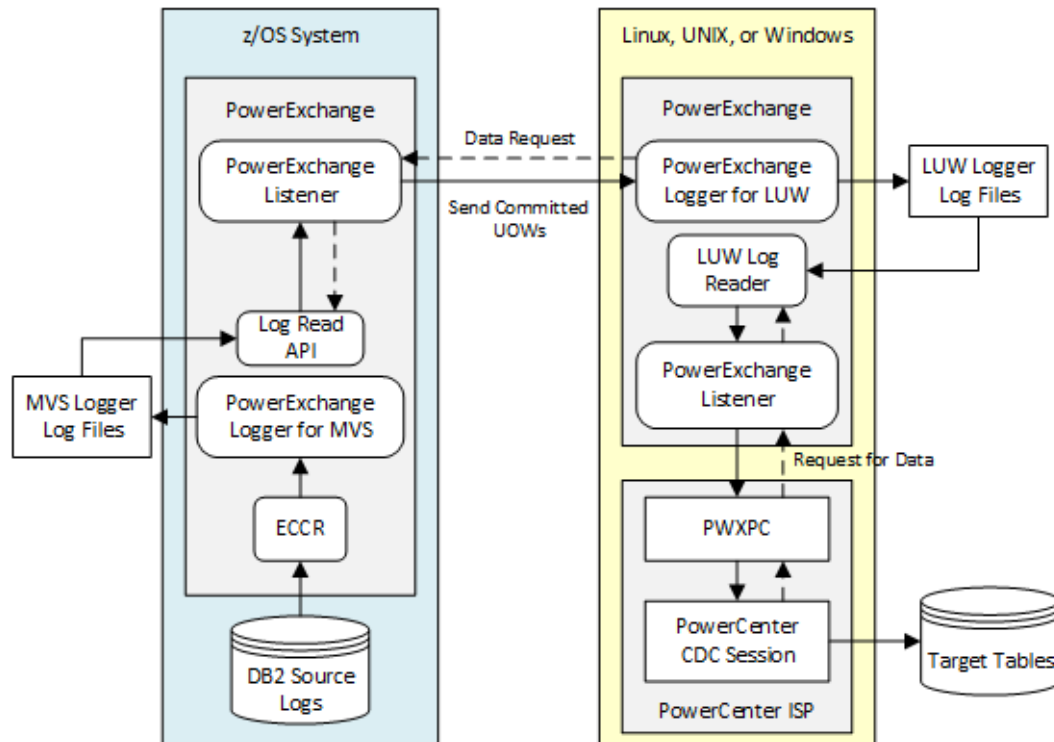 z/OS System
Linux, UNIX, or Windows
PowerExchange
PowerExchange
Listener
Log Read
API
MVS Logger
Log Files
PowerExchange
Logger for MVS
ECCR
DB2 Source
Logs
Data Request
Send Committed
UOWs
PowerExchange
PowerExchange
Logger for LUW
LUW Logger
Log Files
LUW Log
Reader
PowerExchange
Listener
Request for Data
PWXPC
PowerCenter
CDC Session
Target Tables
PowerCenter ISP